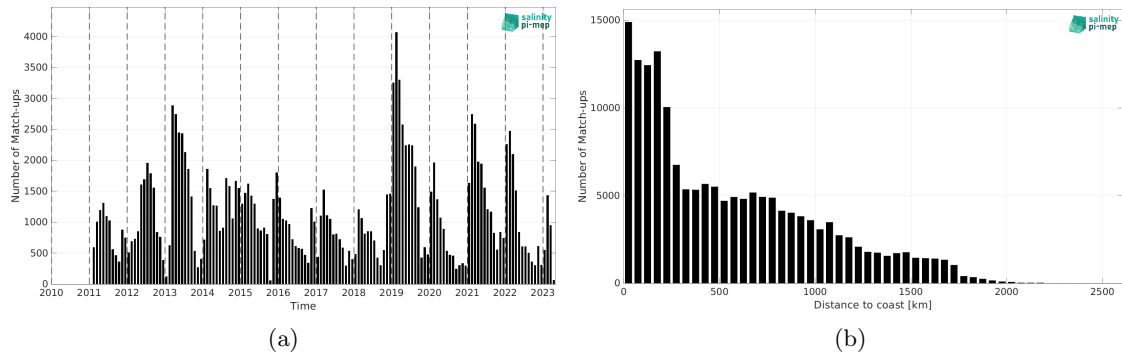 salinity
pi-mep
Number of Match-ups
4000
3500
3000
2500
2000
1500
1000
500
0
2010 2011 2012 2013 2014 2015 2016 2017 2018 2019 2020 2021 2022 2023
Time
(a)
salinity
pi-mep
Number of Match-ups
15000
10000
5000
0
0 500 1000 1500 2000 2500
Distance to coast [km]
(b)